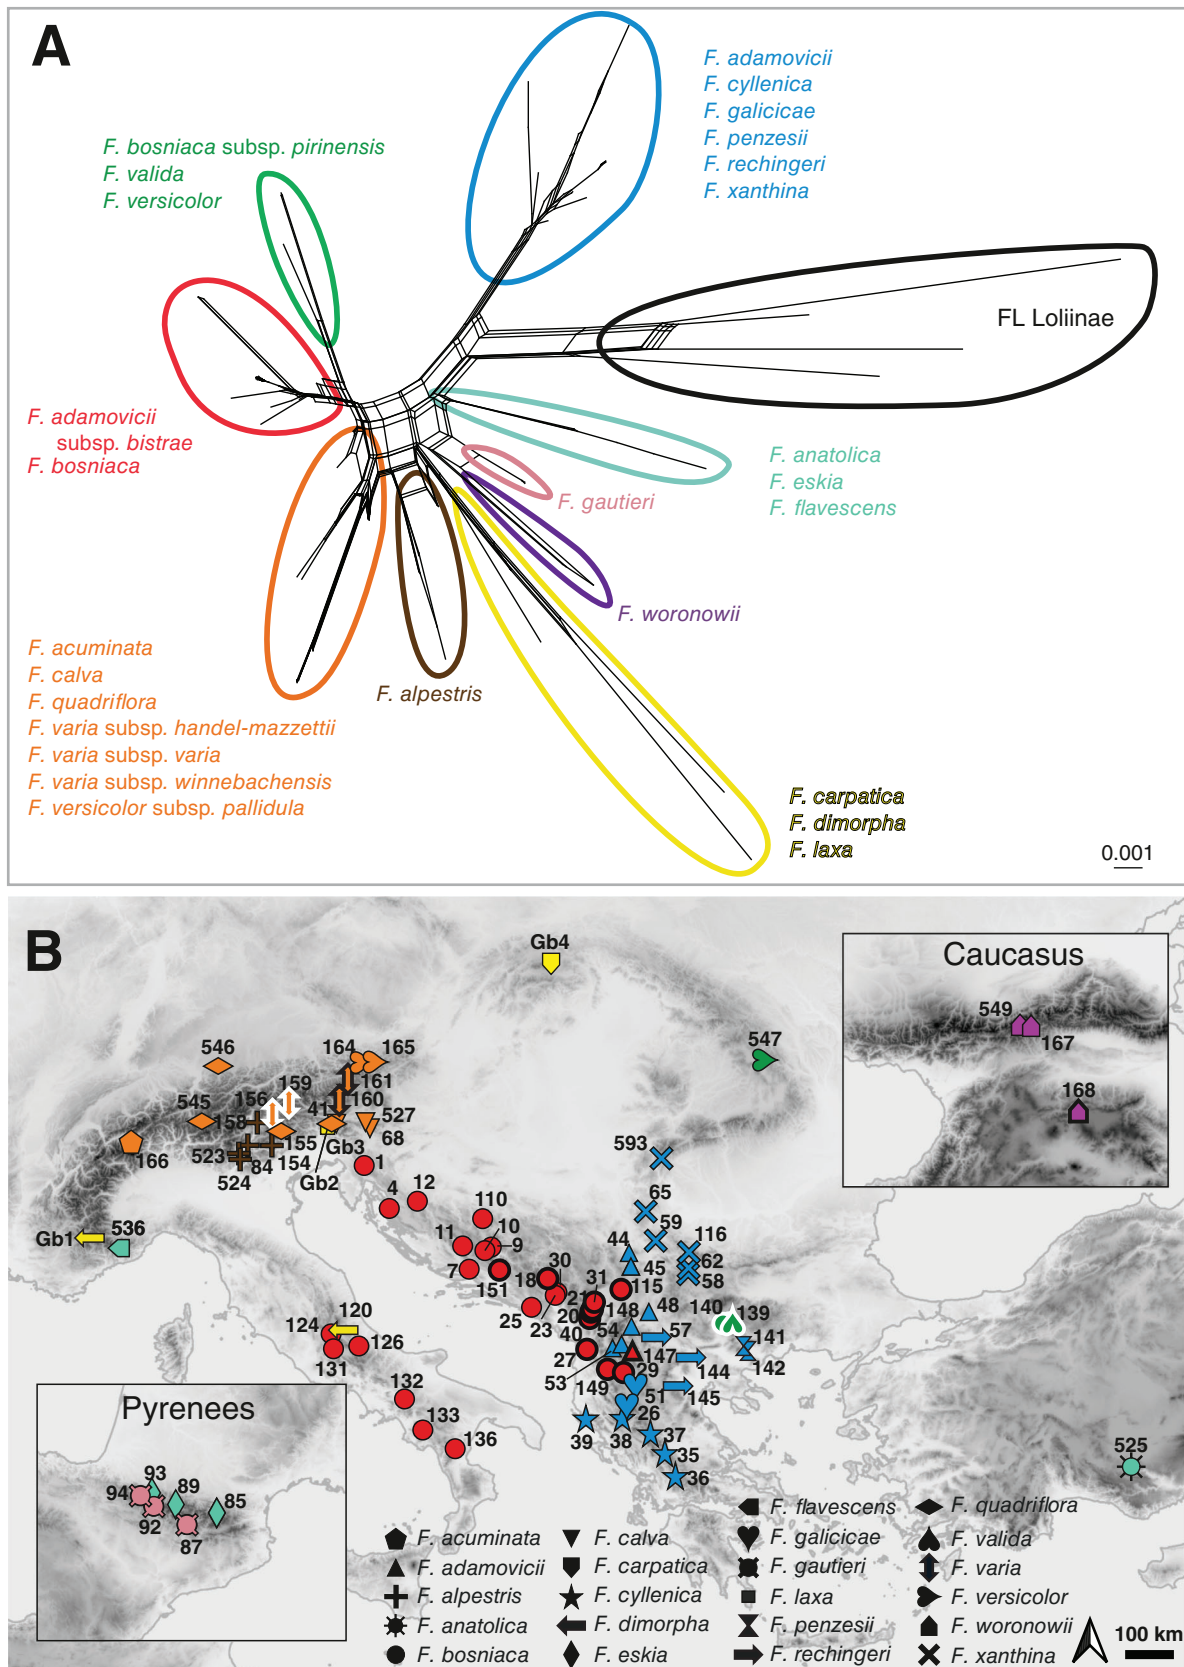 A
F. adamovicii
F. cyllenica
F. galicicae
F. penzesii
F. rechingeri
F. xanthina
F. bosniaca subsp. pirinensis
F. valida
F. versicolor
FL Loliinae
F. adamovicii
subsp. bistrae
F. bosniaca
F. anatolica
F. eskia
F. flavescens
F. gautieri
F. woronowii
F. acuminata
F. calva
F. quadriflora
F. varia subsp. handel-mazzettii
F. varia subsp. varia
F. varia subsp. winnebachensis
F. versicolor subsp. pallidula
F. alpestris
F. carpatica
F. dimorpha
F. laxa
0.001
B
Gb4
Caucasus
549
167
168
546
164
165
547
545
156
159
161
158
41
160
527
166
523
84
155
154
Gb3
68
524
Gb2
1
593
4
12
110
65
11
10
9
59
116
44
62
7
30
45
58
151
18
31
115
21
148
48
140
139
25
23
20
54
57
141
40
147
142
27
144
53
149
29
51
145
26
39
38
37
35
36
Gb1
536
120
124
126
131
132
133
136
525
Pyrenees
93
94
89
85
92
87
F. acuminata
F. adamovicii
F. alpestris
F. anatolica
F. bosniaca
F. calva
F. carpatica
F. cyllenica
F. dimorpha
F. eskia
F. flavescens
F. galicicae
F. gautieri
F. laxa
F. penzesii
F. rechingeri
F. quadriflora
F. valida
F. varia
F. versicolor
F. woronowii
F. xanthina
100 km